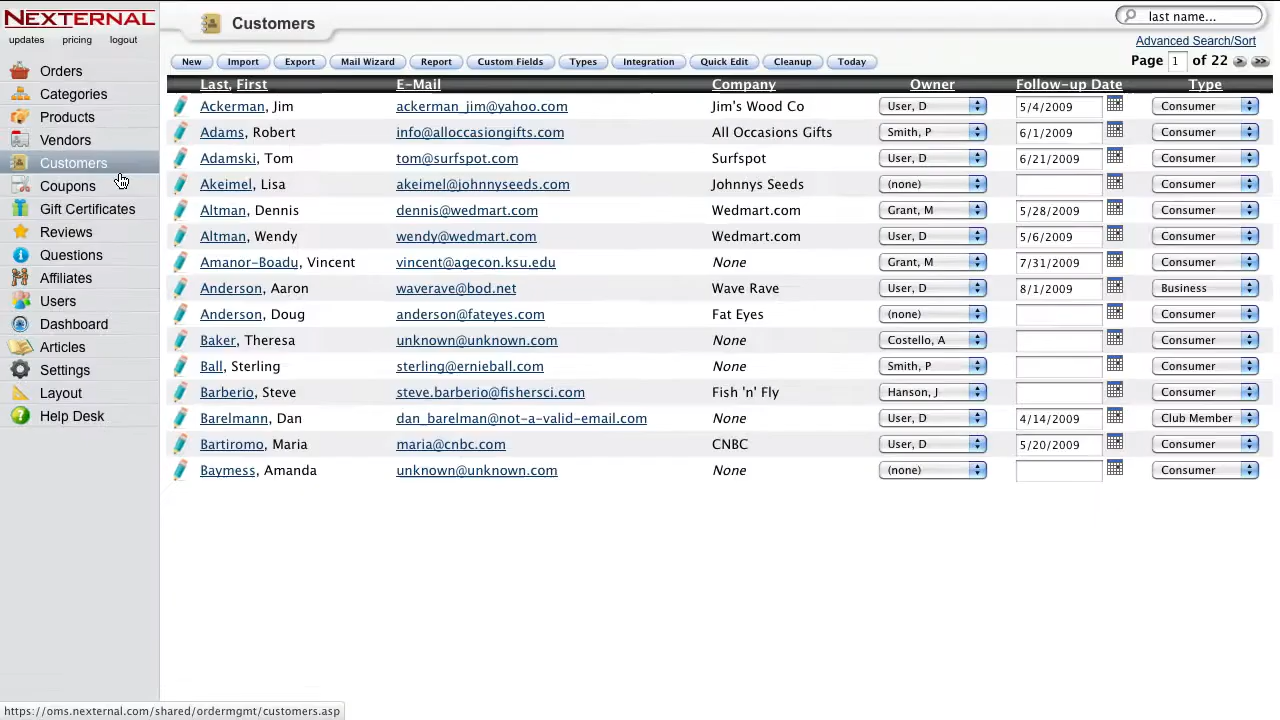 NEXTERNAL
updates pricing logout
Orders
Categories
Products
Vendors
Customers
Coupons
Gift Certificates
Reviews
Questions
Affiliates
Users
Dashboard
Articles
Settings
Layout
Help Desk
Customers
last name...
Advanced Search/Sort
Page 1 of 22
New Import Export Mail Wizard Report Custom Fields Types Integration Quick Edit Cleanup Today
Last, First E-Mail Company Owner Follow-up Date Type
Ackerman, Jim ackerman_jim@yahoo.com Jim's Wood Co User, D 5/4/2009 Consumer
Adams, Robert info@alloccasiongifts.com All Occasions Gifts Smith, P 6/1/2009 Consumer
Adamski, Tom tom@surfspot.com Surfspot User, D 6/21/2009 Consumer
Akeimel, Lisa akeimel@johnnyseeds.com Johnnys Seeds (none) Consumer
Altman, Dennis dennis@wedmart.com Wedmart.com Grant, M 5/28/2009 Consumer
Altman, Wendy wendy@wedmart.com Wedmart.com User, D 5/6/2009 Consumer
Amanor-Boadu, Vincent vincent@agecon.ksu.edu None Grant, M 7/31/2009 Consumer
Anderson, Aaron waverave@bod.net Wave Rave User, D 8/1/2009 Business
Anderson, Doug anderson@fateyes.com Fat Eyes (none) Consumer
Baker, Theresa unknown@unknown.com None Costello, A Consumer
Ball, Sterling sterling@ernieball.com None Smith, P Consumer
Barberio, Steve steve.barberio@fishersci.com Fish 'n' Fly Hanson, J Consumer
Barelmann, Dan dan_barelman@not-a-valid-email.com None User, D 4/14/2009 Club Member
Bartiromo, Maria maria@cnbc.com CNBC User, D 5/20/2009 Consumer
Baymess, Amanda unknown@unknown.com None (none) Consumer
https://oms.nexternal.com/shared/ordermgmt/customers.asp